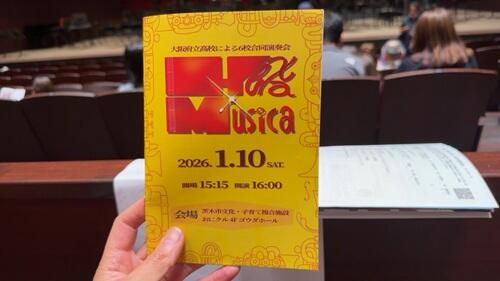 大阪府立高校による6校合同演奏会
Musica
2026.1.10 SAT.
開場 15:15 開演 16:00
会場
茨木市文化・子育て複合施設
おにクル 4F ゴウダホール